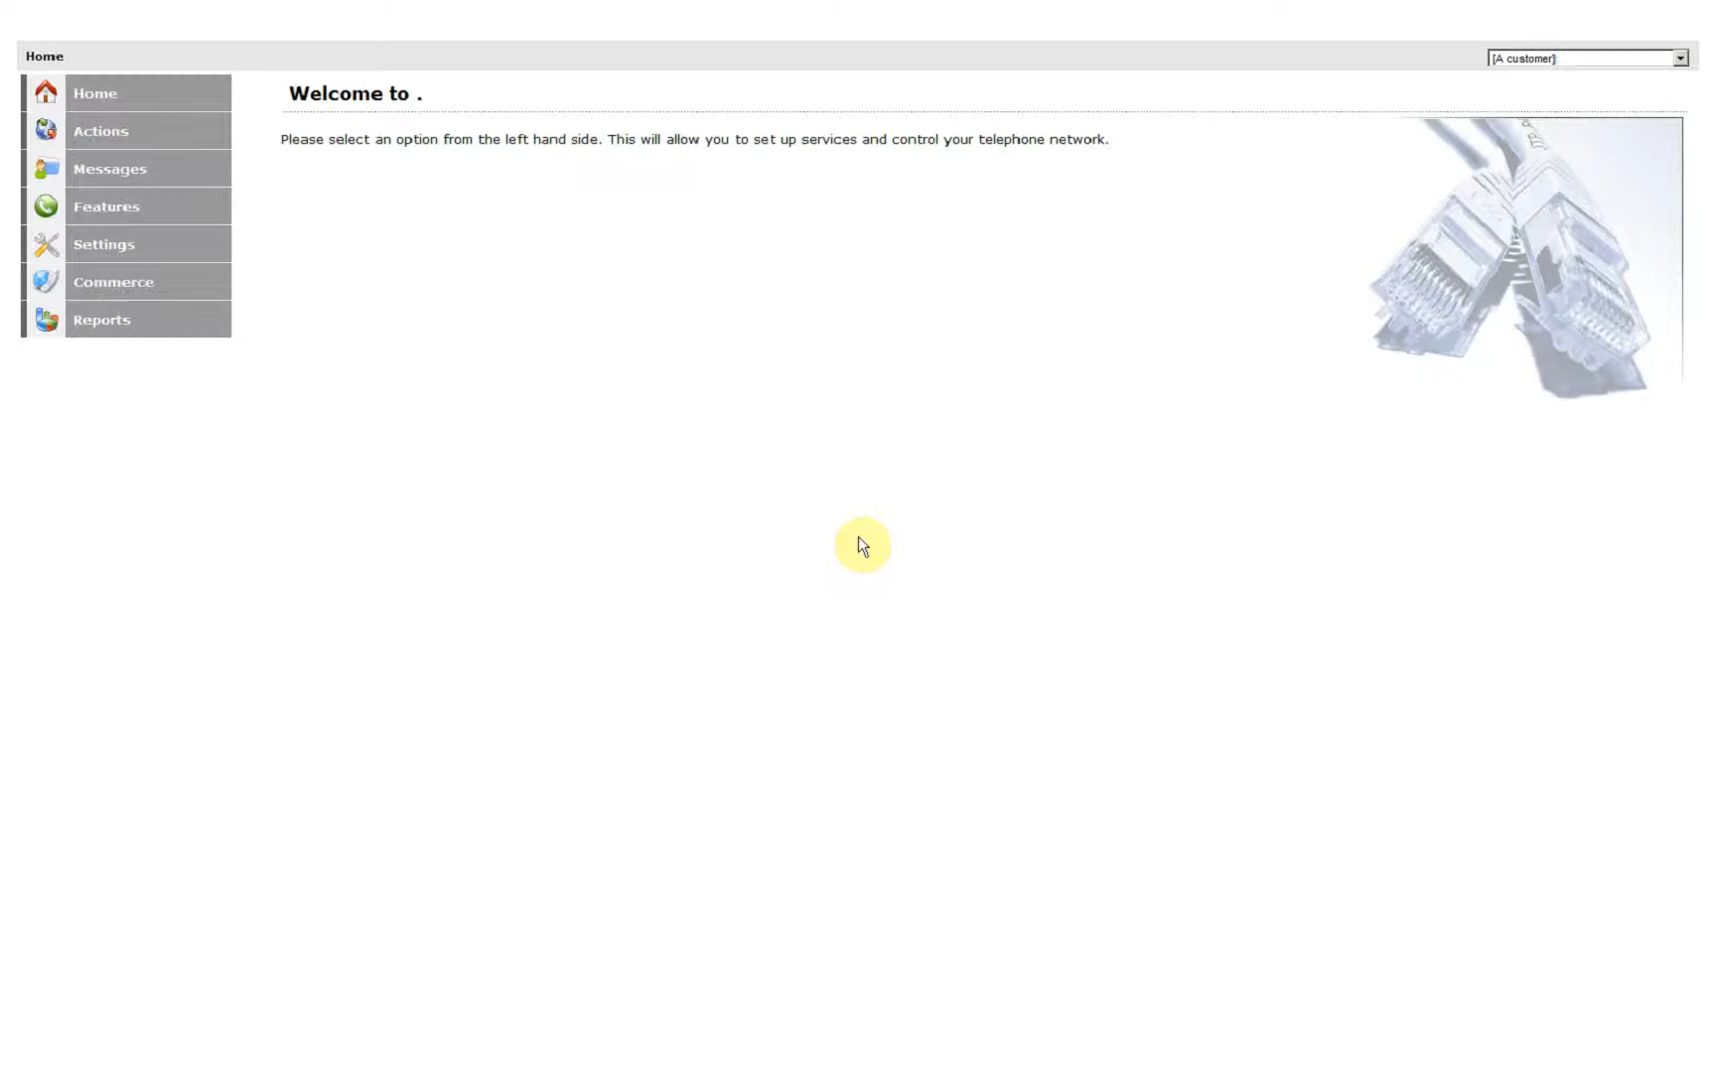 Home
[A customer]
Home
Actions
Messages
Features
Settings
Commerce
Reports
Welcome to .
Please select an option from the left hand side. This will allow you to set up services and control your telephone network.